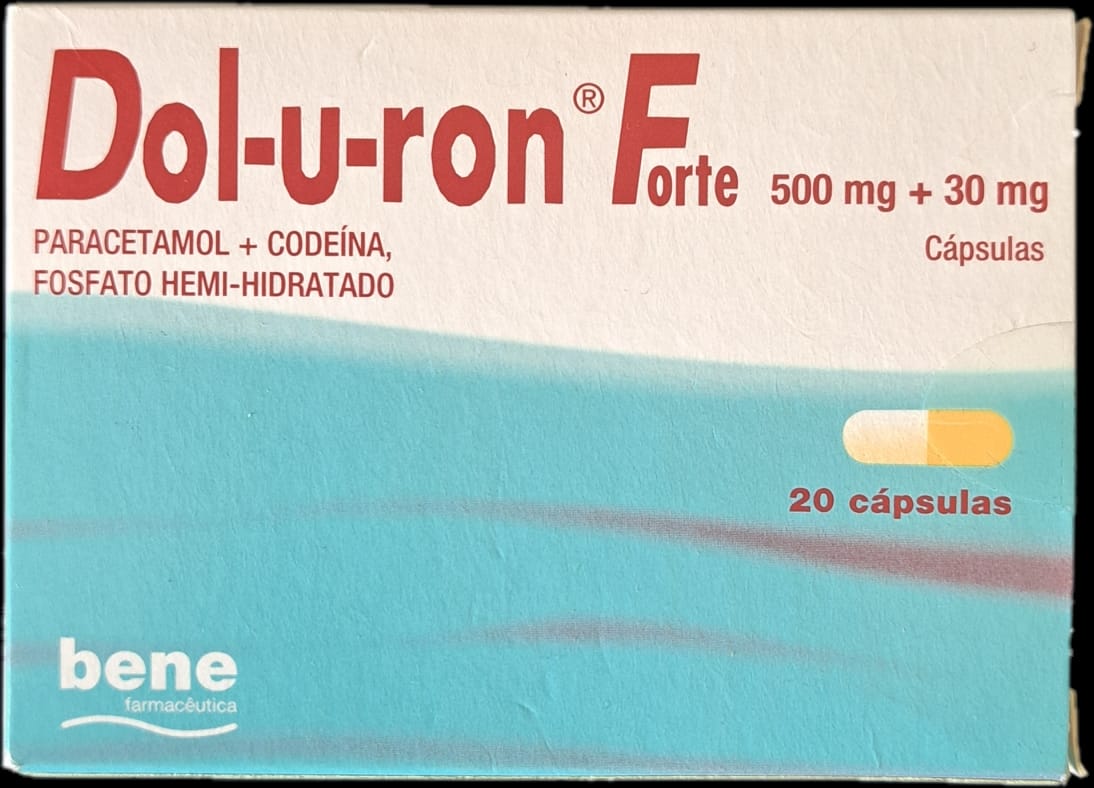 Dol-u-ron® Forte 500 mg + 30 mg
PARACETAMOL + CODEÍNA,
FOSFATO HEMI-HIDRATADO
Cápsulas
20 cápsulas
bene
farmacêutica